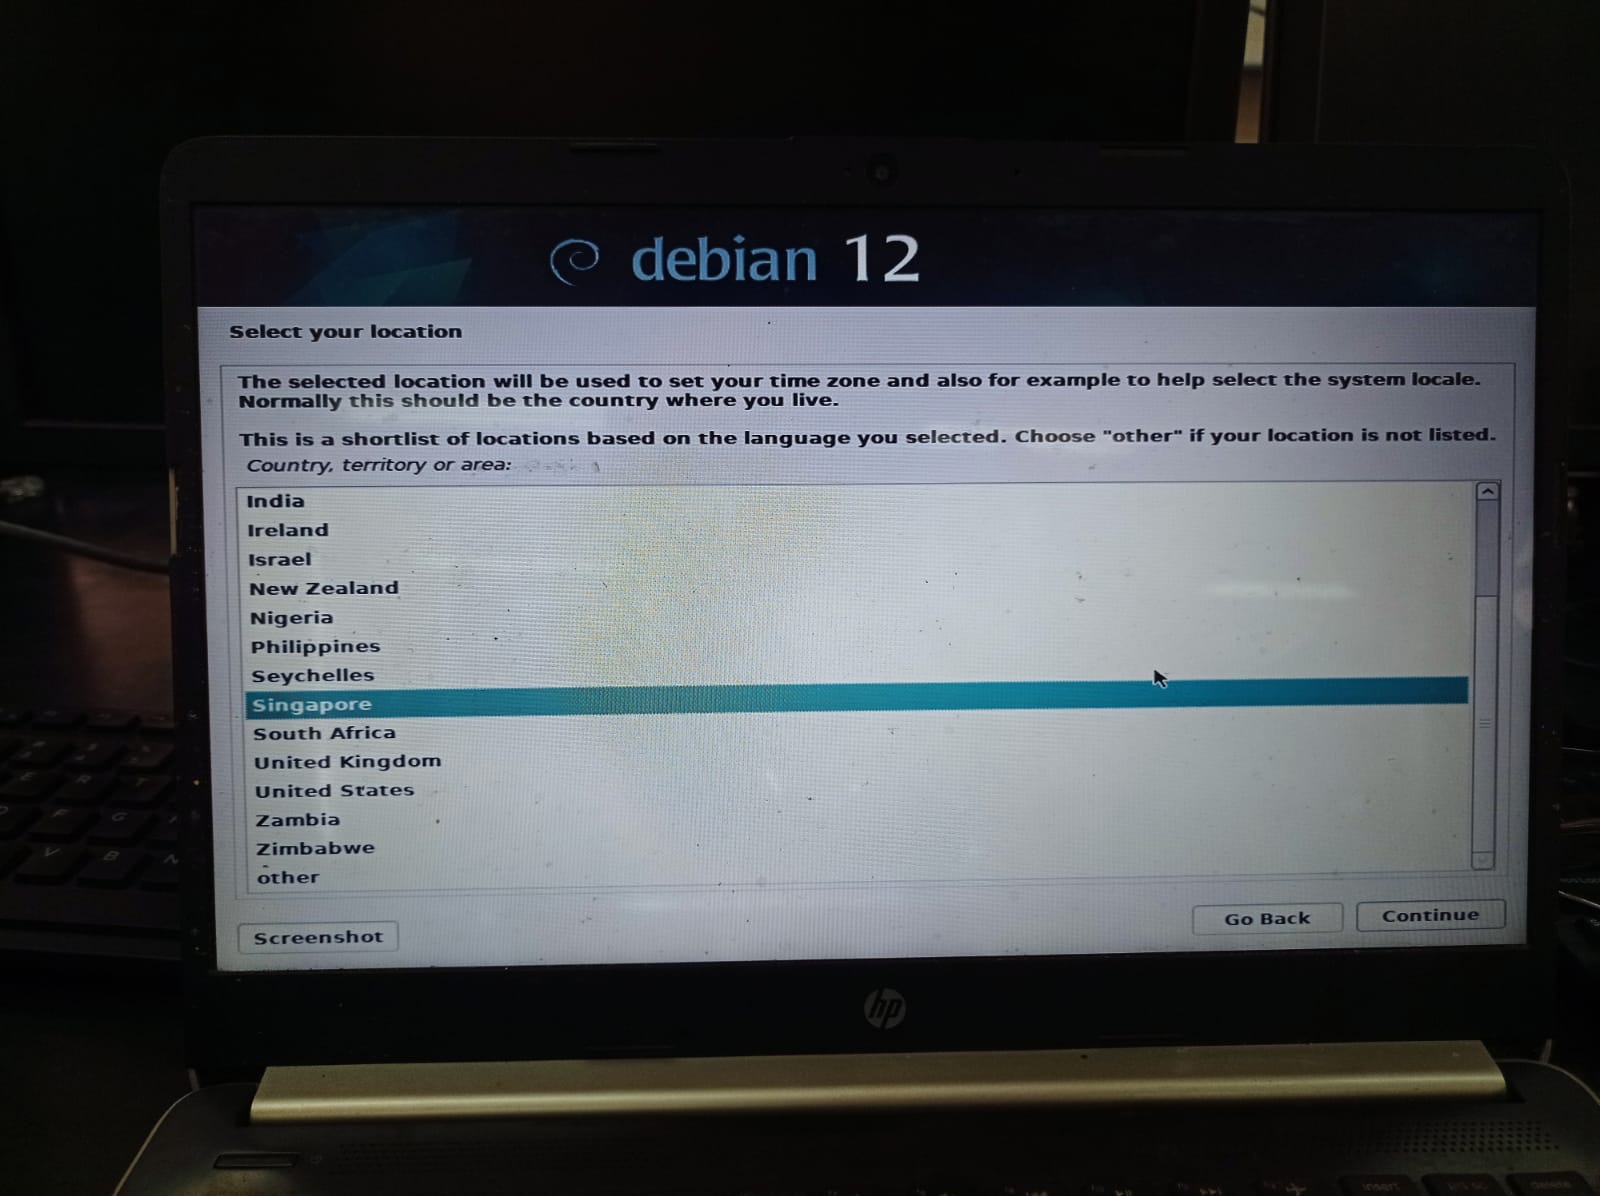 debian 12
Select your location
The selected location will be used to set your time zone and also for example to help select the system locale.
Normally this should be the country where you live.
This is a shortlist of locations based on the language you selected. Choose "other" if your location is not listed.
Country, territory or area:
India
Ireland
Israel
New Zealand
Nigeria
Philippines
Seychelles
Singapore
South Africa
United Kingdom
United States
Zambia
Zimbabwe
other
Screenshot
Go Back
Continue
hp
E R T
F G
V B N
insert
delete